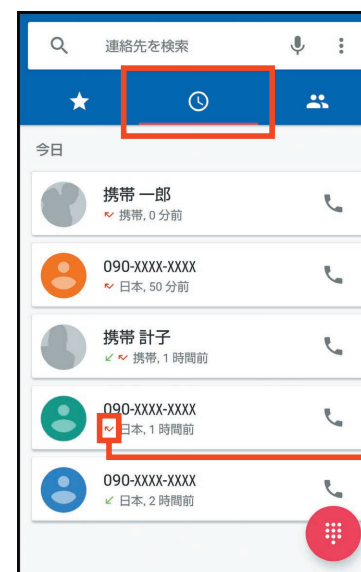 連絡先を検索
今日
携帯 一郎
携帯, 0 分前
090-XXXX-XXXX
日本, 50 分前
携帯 計子
携帯, 1 時間前
090-XXXX-XXXX
日本, 1 時間前
090-XXXX-XXXX
日本, 2 時間前